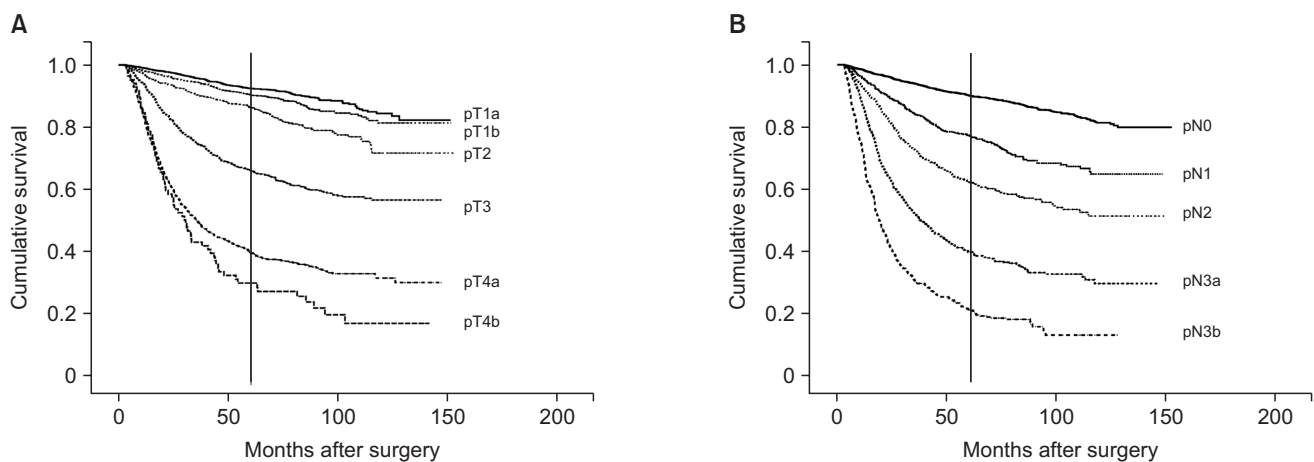 A
Cumulative survival
1.0
0.8
0.6
0.4
0.2
0
pT1a
pT1b
pT2
pT3
pT4a
pT4b
0 50 100 150 200
Months after surgery
B
Cumulative survival
1.0
0.8
0.6
0.4
0.2
0
pN0
pN1
pN2
pN3a
pN3b
0 50 100 150 200
Months after surgery